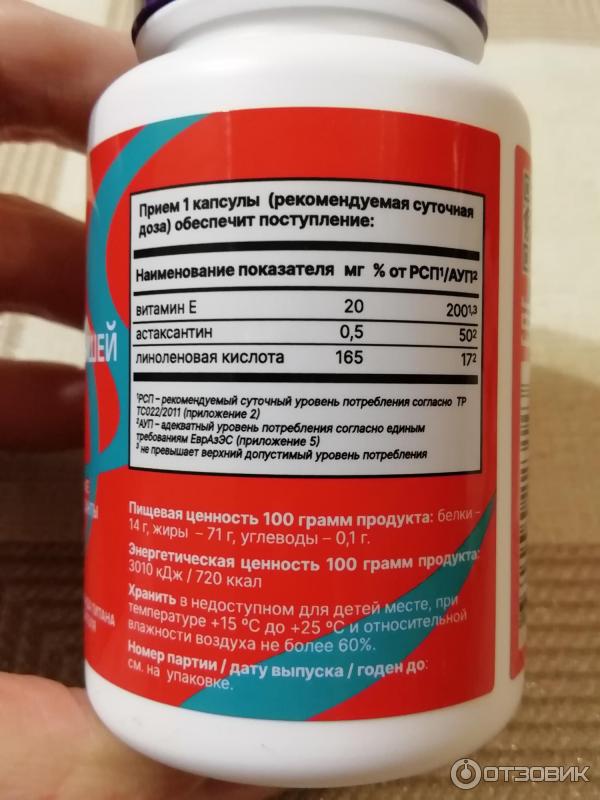 Прием 1 капсулы (рекомендуемая суточная
доза) обеспечит поступление:
Наименование показателя мг % от РСП¹/АУП²
витамин Е 20 200¹,³
астаксантин 0,5 50²
линоленовая кислота 165 17²
¹РСП – рекомендуемый суточный уровень потребления согласно ТР
ТС022/2011 (приложение 2)
²АУП – адекватный уровень потребления согласно единым
требованиям ЕврАзЭС (приложение 5)
³ не превышает верхний допустимый уровень потребления
Пищевая ценность 100 грамм продукта: белки –
14 г, жиры – 71 г, углеводы – 0,1 г.
Энергетическая ценность 100 грамм продукта:
3010 кДж / 720 ккал
Хранить в недоступном для детей месте, при
температуре +15 °С до +25 °С и относительной
влажности воздуха не более 60%.
Номер партии / дату выпуска / годен до:
см. на упаковке.
ОТЗОВИК